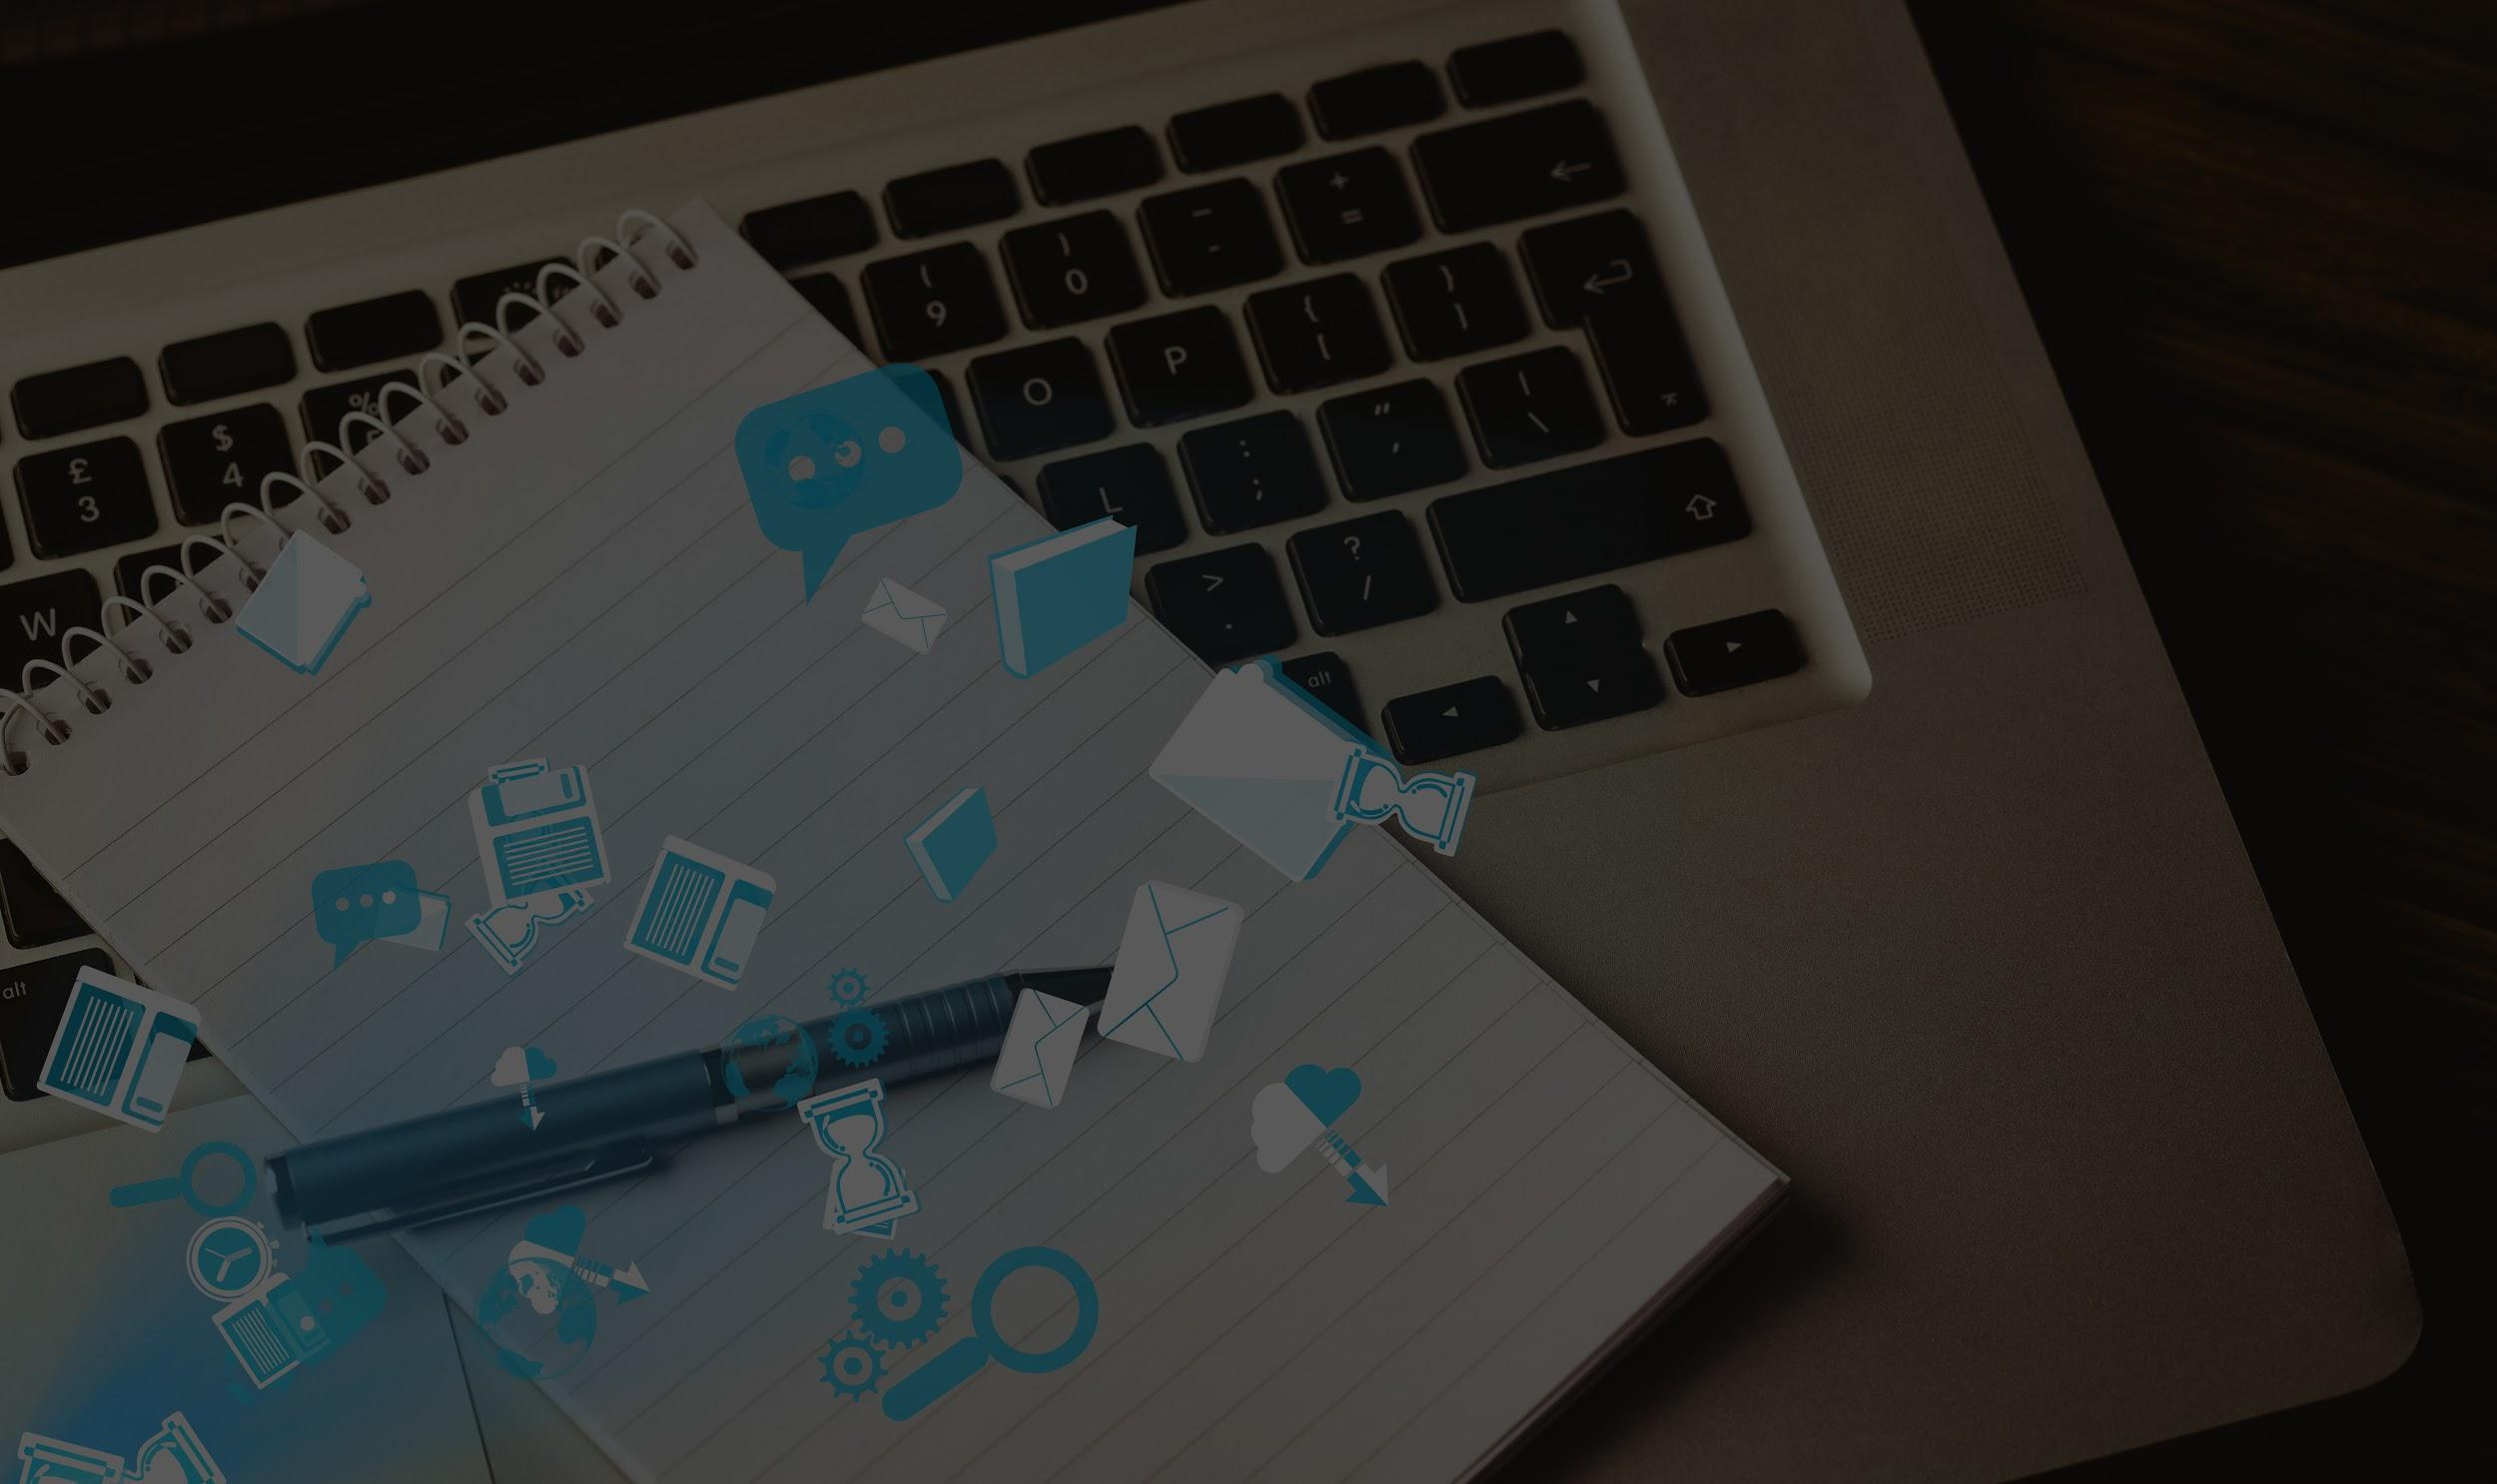 ( 9 ) 0 _ - + =
£ 3 $ 4 %
W O P { [ } ]
L : ; " ' | \
> . ? /
alt
alt